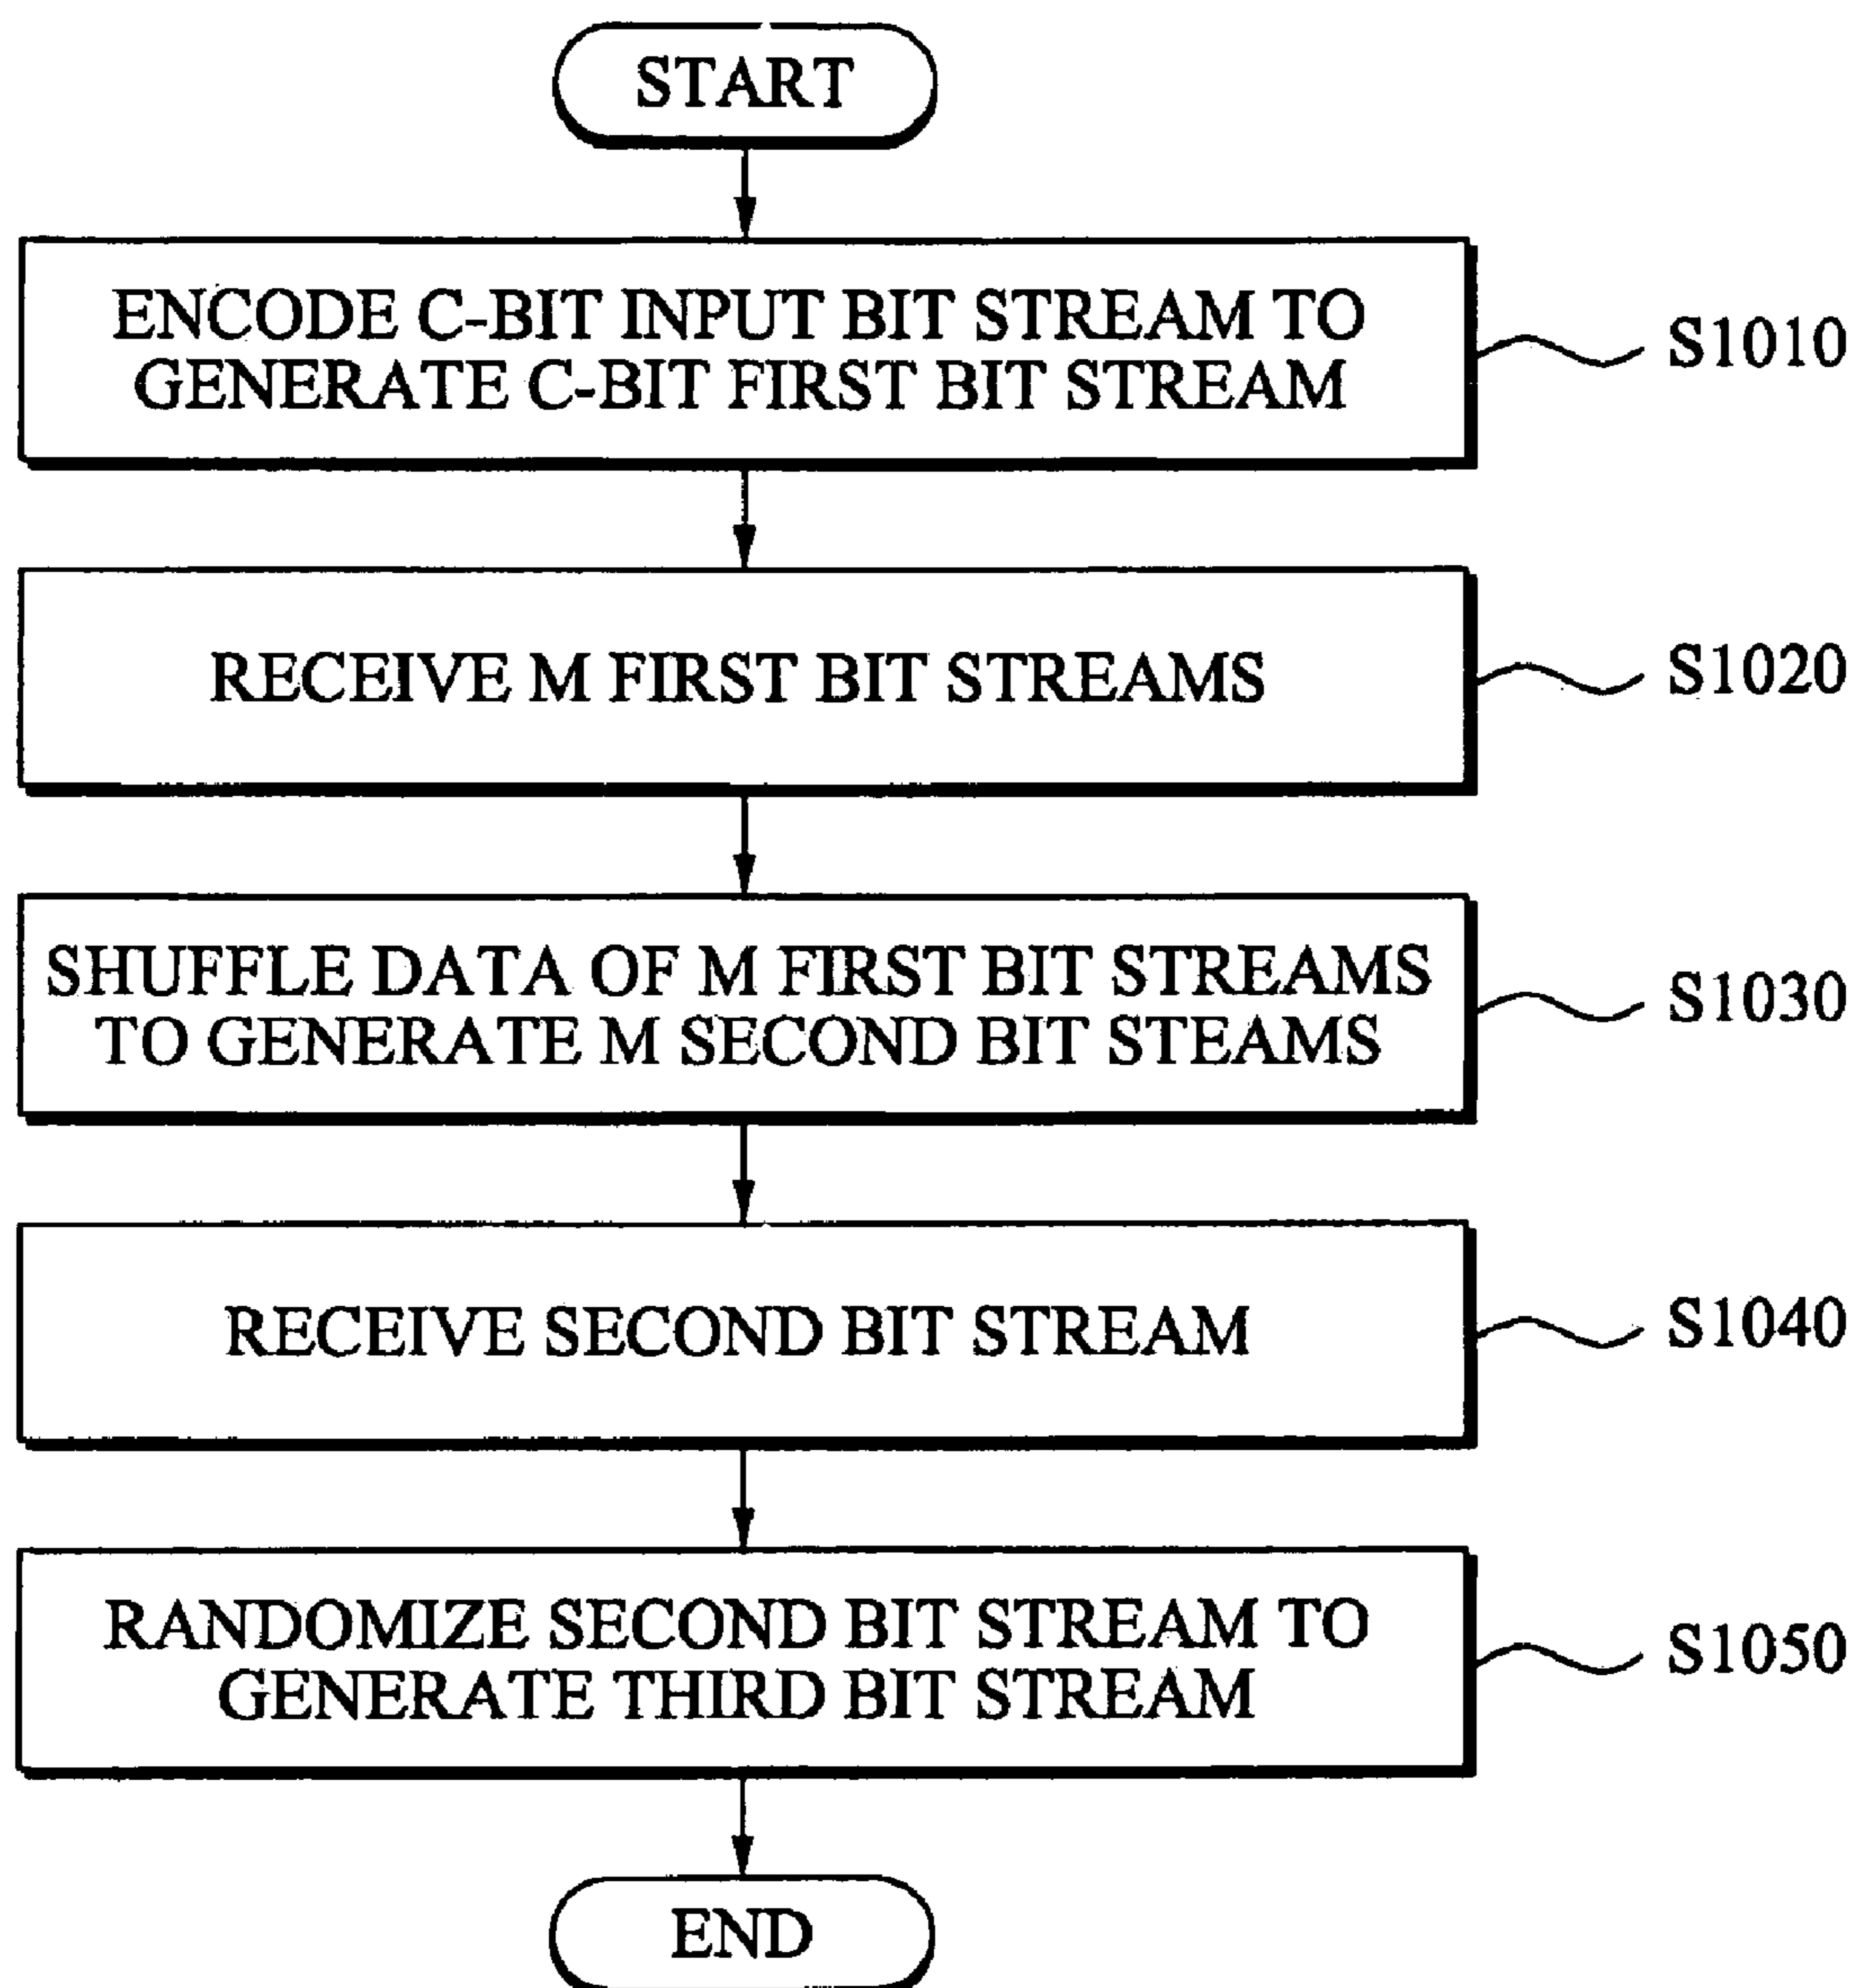 START
ENCODE C-BIT INPUT BIT STREAM TO
GENERATE C-BIT FIRST BIT STREAM
S1010
RECEIVE M FIRST BIT STREAMS
S1020
SHUFFLE DATA OF M FIRST BIT STREAMS
TO GENERATE M SECOND BIT STEAMS
S1030
RECEIVE SECOND BIT STREAM
S1040
RANDOMIZE SECOND BIT STREAM TO
GENERATE THIRD BIT STREAM
S1050
END